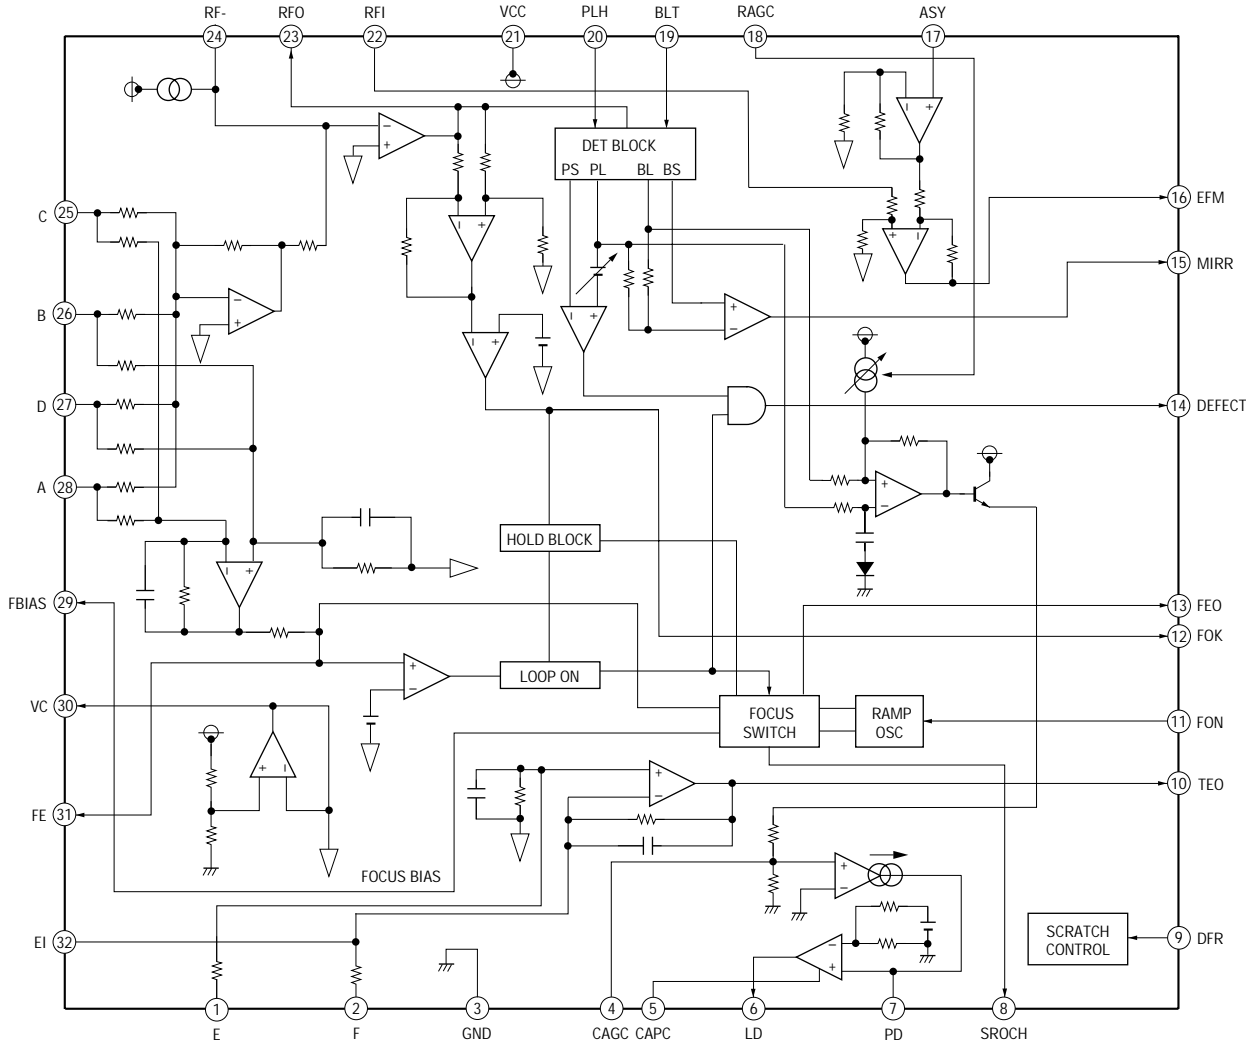 RF- RFO RFI VCC PLH BLT RAGC ASY
24 23 22 21 20 19 18 17
DET BLOCK
PS PL BL BS
C 25
16 EFM
15 MIRR
B 26
D 27
14 DEFECT
A 28
HOLD BLOCK
FBIAS 29
13 FEO
12 FOK
LOOP ON
VC 30
FOCUS
SWITCH
RAMP
OSC
11 FON
10 TEO
FE 31
FOCUS BIAS
EI 32
SCRATCH
CONTROL
9 DFR
1 2 3 4 5 6 7 8
E F GND CAGC CAPC LD PD SROCH